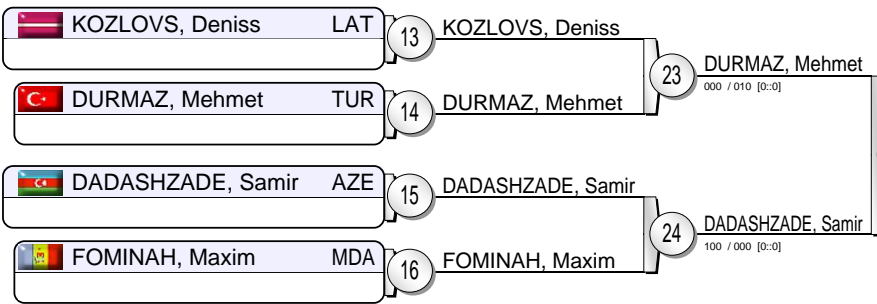 KOZLOVS, Deniss LAT
13
KOZLOVS, Deniss
23
DURMAZ, Mehmet
000 / 010 [0::0]
DURMAZ, Mehmet TUR
14
DURMAZ, Mehmet
DADASHZADE, Samir AZE
15
DADASHZADE, Samir
24
DADASHZADE, Samir
100 / 000 [0::0]
FOMINAH, Maxim MDA
16
FOMINAH, Maxim